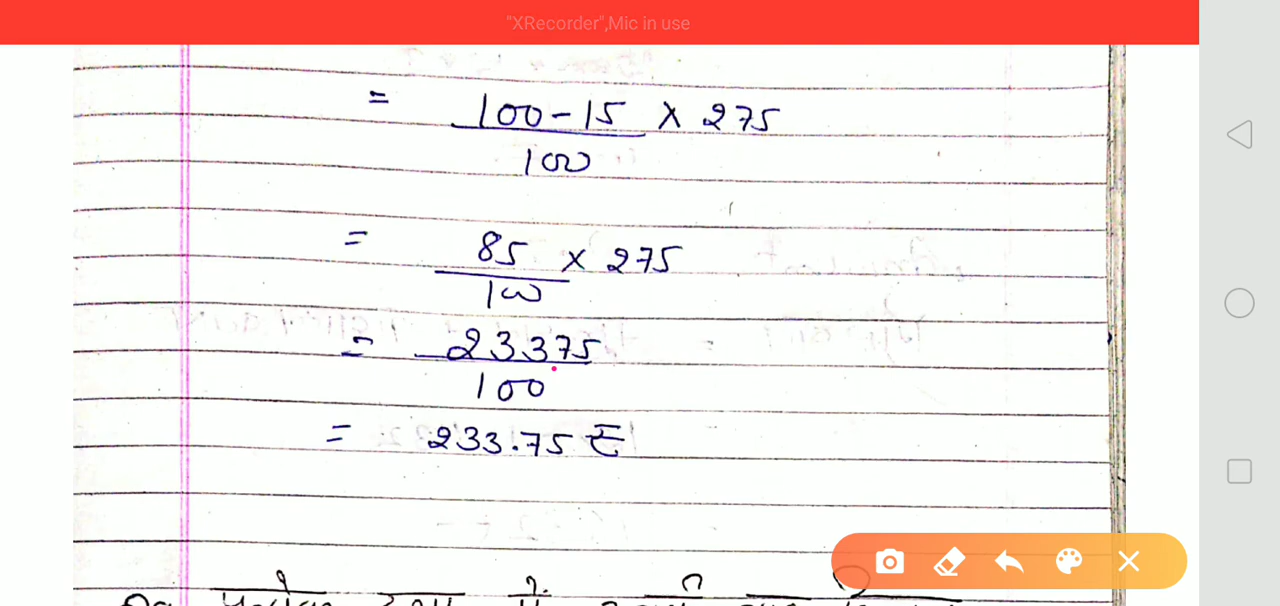 "XRecorder",Mic in use
= 100-15 / 100 × 275
= 85 / 100 × 275
= 23375 / 100
= 233.75 ₹